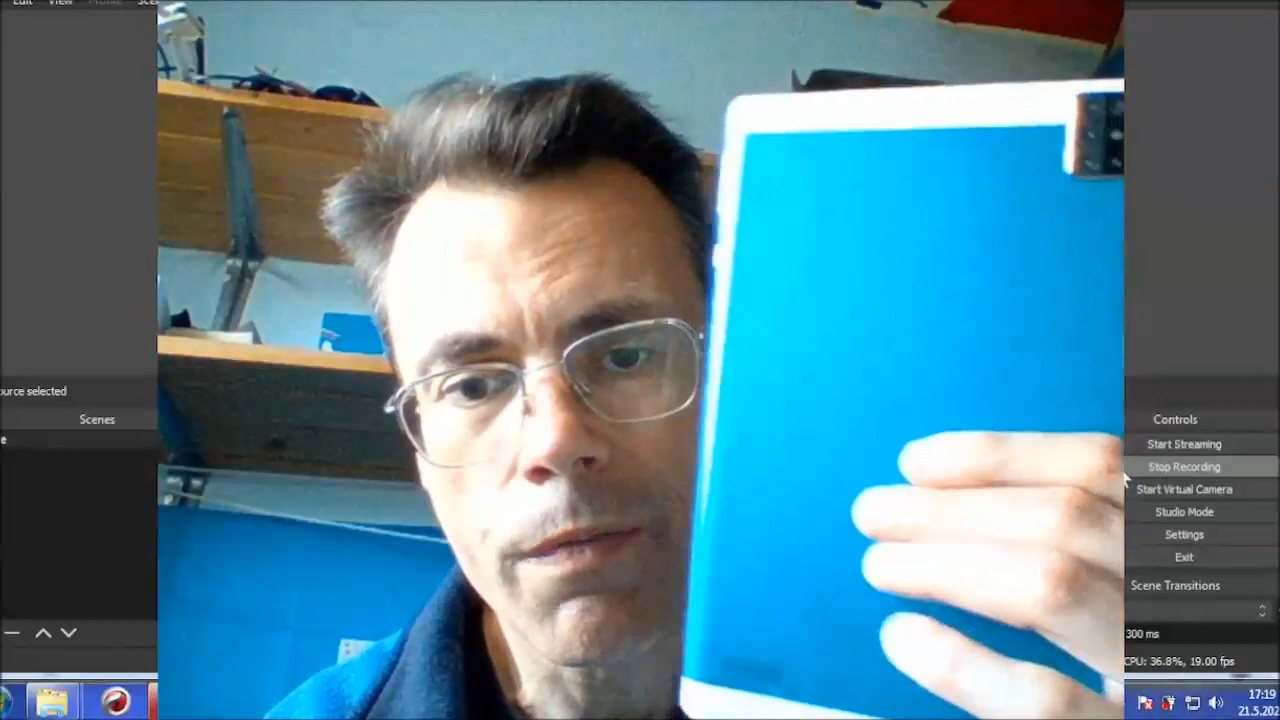 Edit View Profile
ource selected
Scenes
e
Controls
Start Streaming
Stop Recording
Start Virtual Camera
Studio Mode
Settings
Exit
Scene Transitions
300 ms
CPU: 36.8%, 19.00 fps
17:19
21.5.202